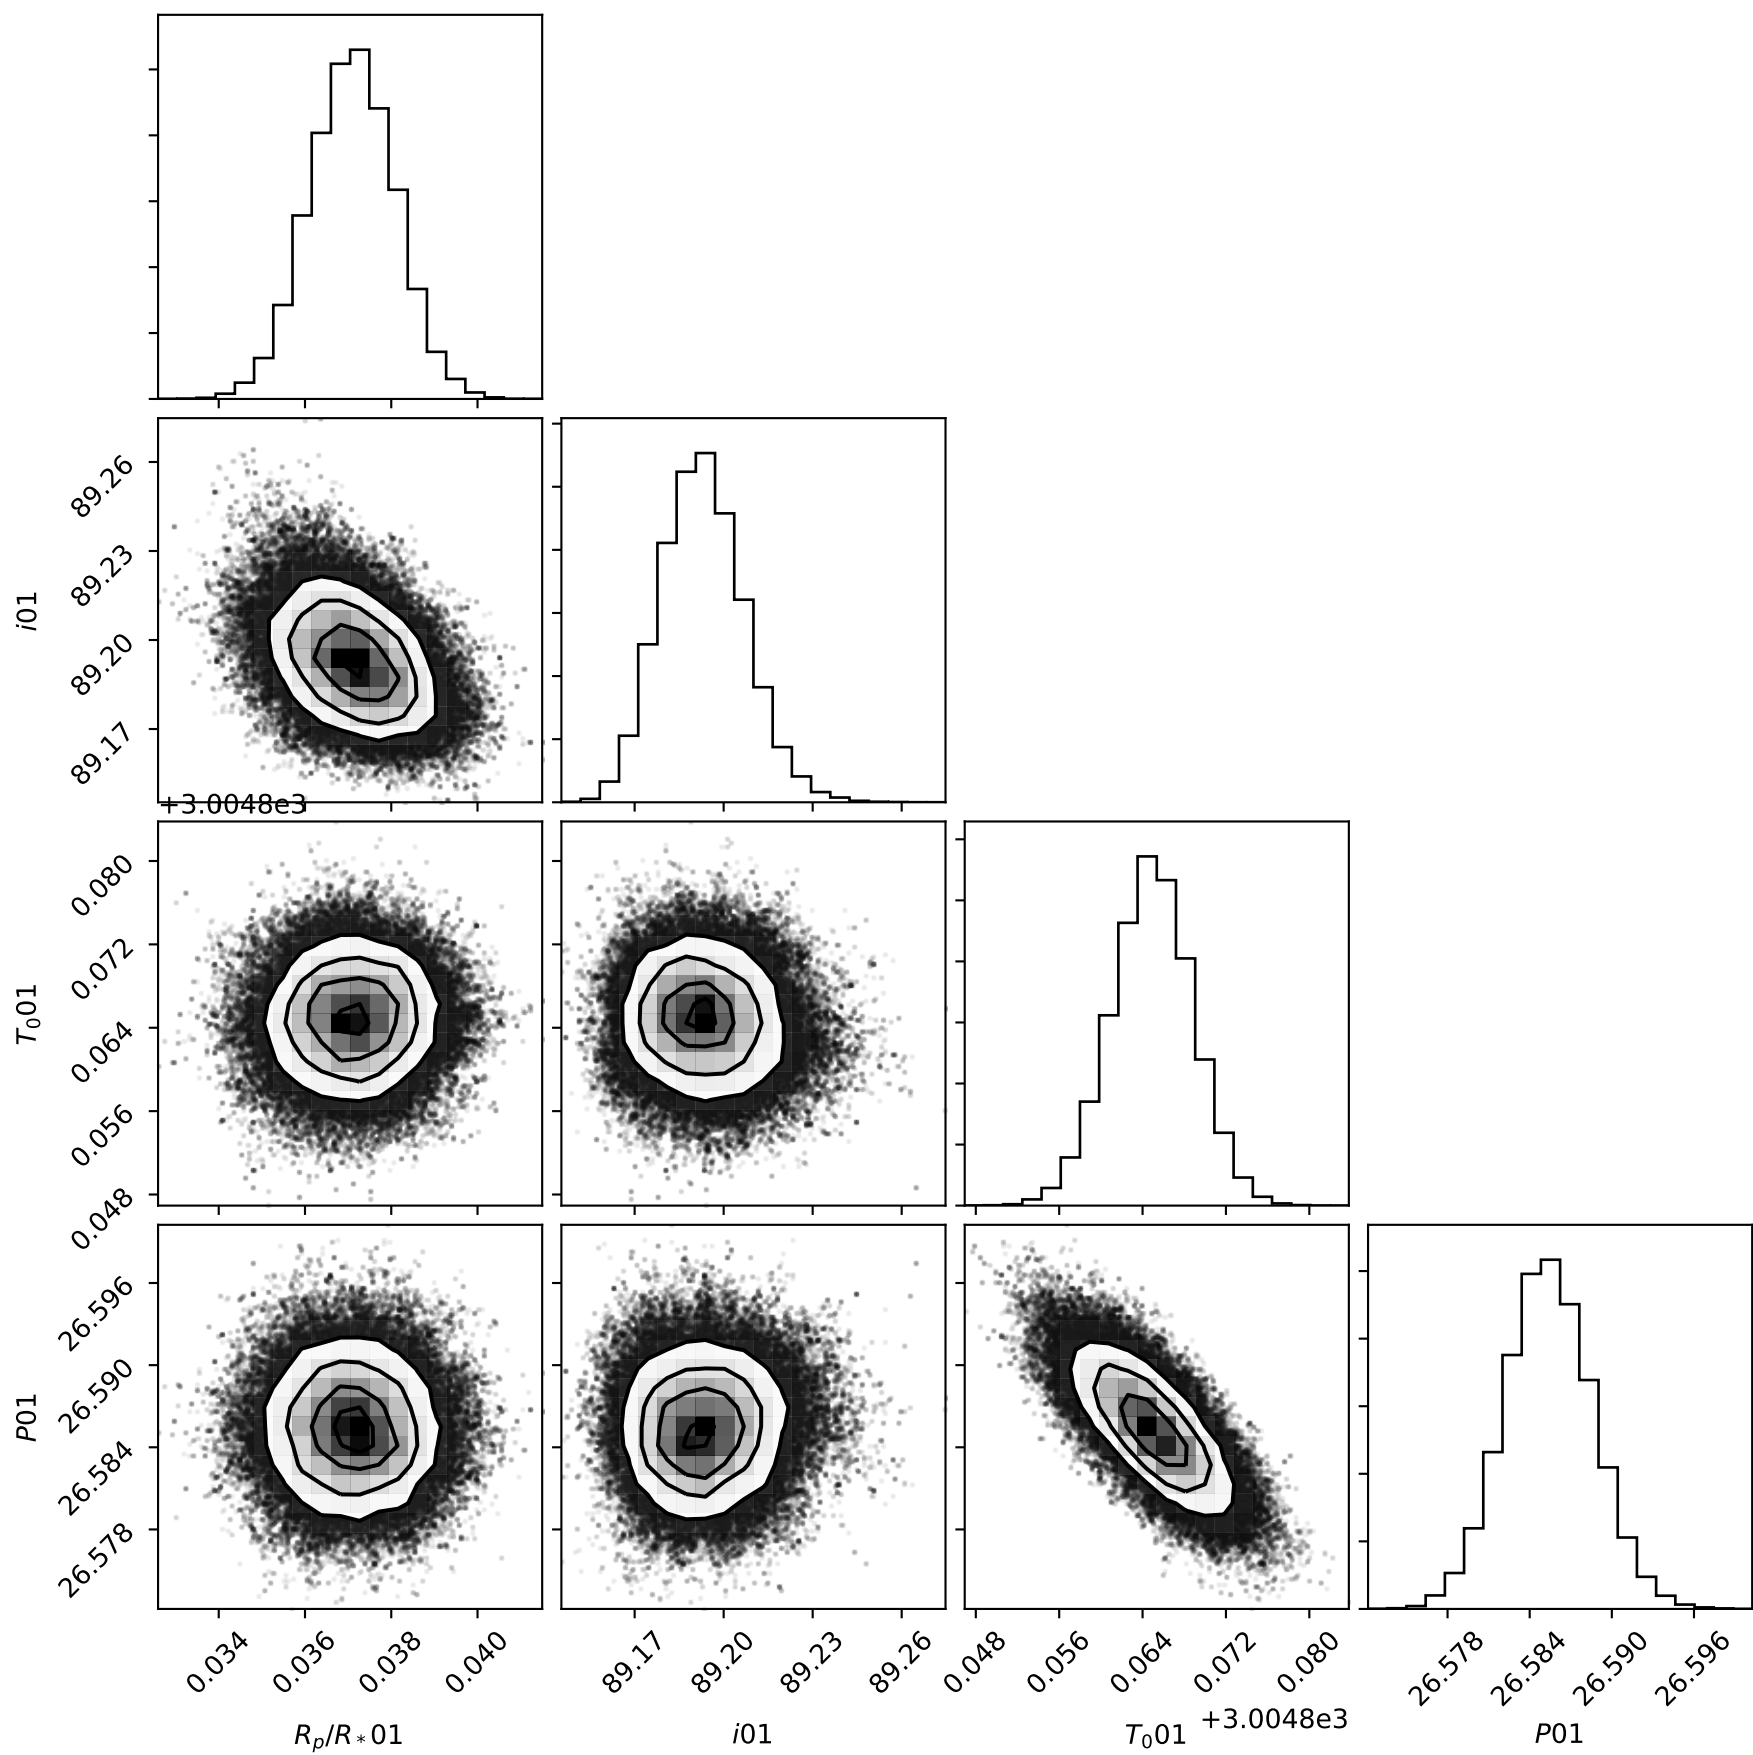 i01
89.26
89.23
89.20
89.17
+3.0048e3
T₀01
0.080
0.072
0.064
0.056
0.048
P01
26.596
26.590
26.584
26.578
0.034 0.036 0.038 0.040
89.17 89.20 89.23 89.26
0.048 0.056 0.064 0.072 0.080
26.578 26.584 26.590 26.596
+3.0048e3
Rₚ/R∗01 i01 T₀01 P01